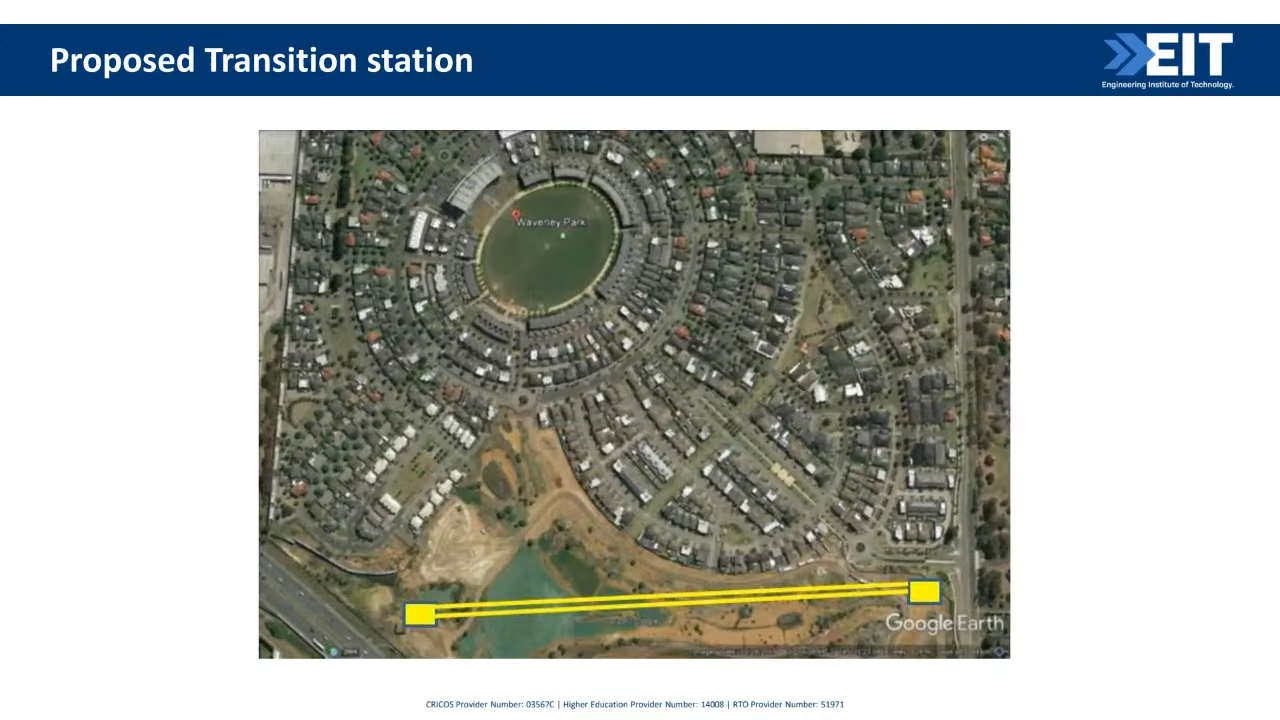 Proposed Transition station
EIT
Engineering Institute of Technology.
Waverley Park
Google Earth
CRICOS Provider Number: 03567C | Higher Education Provider Number: 14008 | RTO Provider Number: 51971